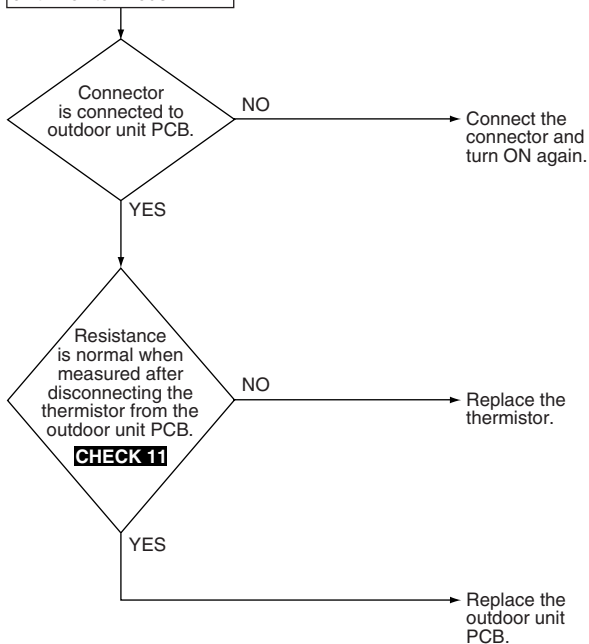 Connector
is connected to
outdoor unit PCB.
NO
Connect the
connector and
turn ON again.
YES
Resistance
is normal when
measured after
disconnecting the
thermistor from the
outdoor unit PCB.
CHECK 11
NO
Replace the
thermistor.
YES
Replace the
outdoor unit
PCB.